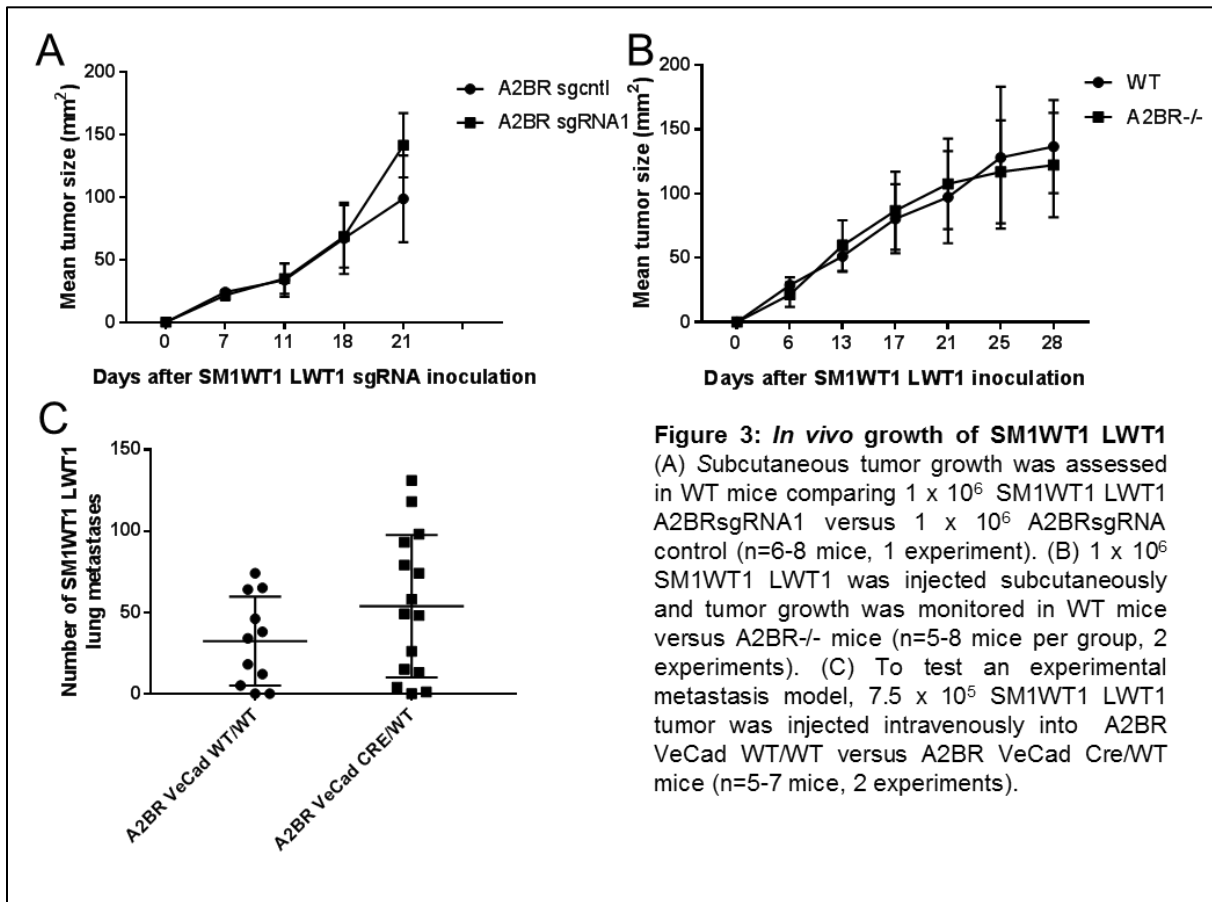 A
200
150
100
50
0
Mean tumor size (mm²)
0 7 11 18 21
Days after SM1WT1 LWT1 sgRNA inoculation
A2BR sgcntl
A2BR sgRNA1
B
200
150
100
50
0
Mean tumor size (mm²)
0 6 13 17 21 25 28
Days after SM1WT1 LWT1 inoculation
WT
A2BR-/-
C
150
100
50
0
Number of SM1WT1 LWT1
lung metastases
A2BR VeCad WT/WT
A2BR VeCad CRE/WT
Figure 3: In vivo growth of SM1WT1 LWT1
(A) Subcutaneous tumor growth was assessed
in WT mice comparing 1 x 10⁶ SM1WT1 LWT1
A2BRsgRNA1 versus 1 x 10⁶ A2BRsgRNA
control (n=6-8 mice, 1 experiment). (B) 1 x 10⁶
SM1WT1 LWT1 was injected subcutaneously
and tumor growth was monitored in WT mice
versus A2BR-/- mice (n=5-8 mice per group, 2
experiments). (C) To test an experimental
metastasis model, 7.5 x 10⁵ SM1WT1 LWT1
tumor was injected intravenously into A2BR
VeCad WT/WT versus A2BR VeCad Cre/WT
mice (n=5-7 mice, 2 experiments).